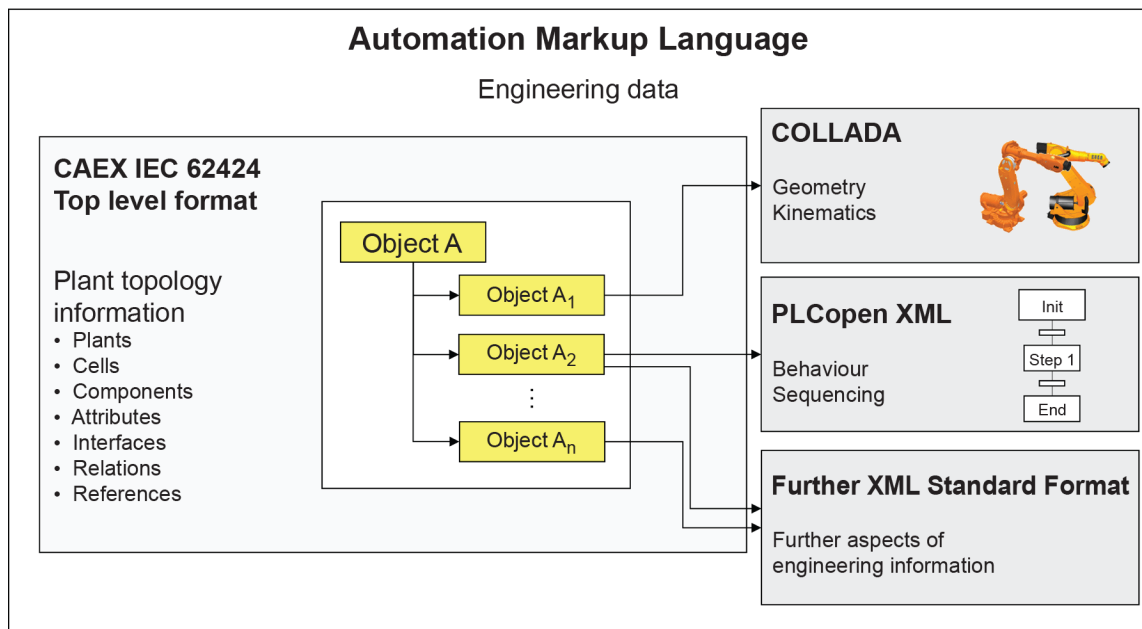 Automation Markup Language
Engineering data
CAEX IEC 62424
Top level format
Plant topology
information
• Plants
• Cells
• Components
• Attributes
• Interfaces
• Relations
• References
Object A
Object A₁
Object A₂
⋮
Object Aₙ
COLLADA
Geometry
Kinematics
PLCopen XML
Behaviour
Sequencing
Init
Step 1
End
Further XML Standard Format
Further aspects of
engineering information